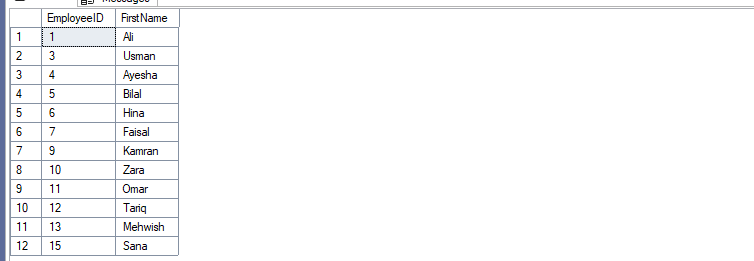 Messages
EmployeeID FirstName
1 1 Ali
2 3 Usman
3 4 Ayesha
4 5 Bilal
5 6 Hina
6 7 Faisal
7 9 Kamran
8 10 Zara
9 11 Omar
10 12 Tariq
11 13 Mehwish
12 15 Sana